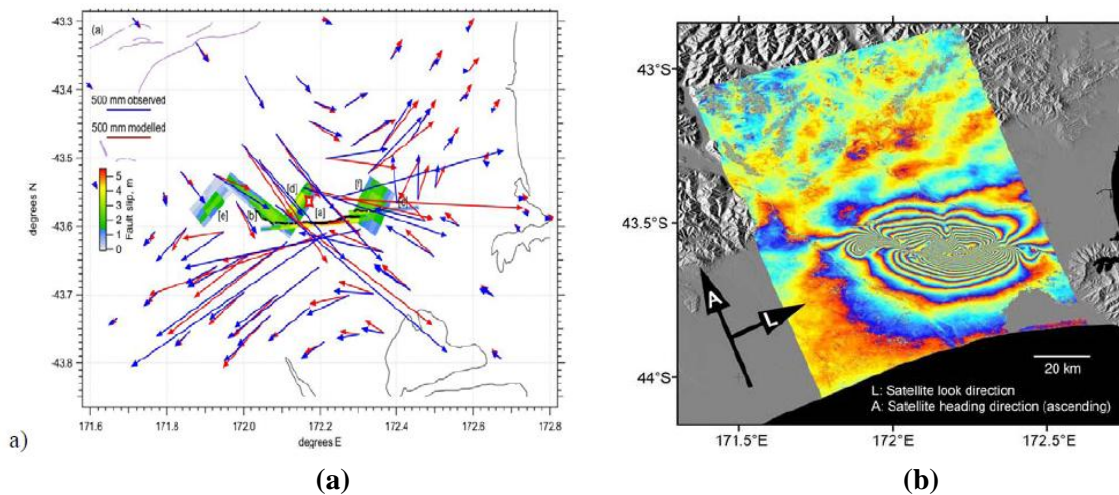 (a)
500 mm observed
500 mm modelled
5
4
3
2
1
0
Fault slip, m
[e]
[b]
[d]
[a]
[f]
-43.3
-43.4
-43.5
-43.6
-43.7
-43.8
degrees N
171.6
171.8
172.0
172.2
172.4
172.6
172.8
degrees E
a)
(a)
43°S
43.5°S
44°S
A
L
20 km
L: Satellite look direction
A: Satellite heading direction (ascending)
171.5°E
172°E
172.5°E
(b)